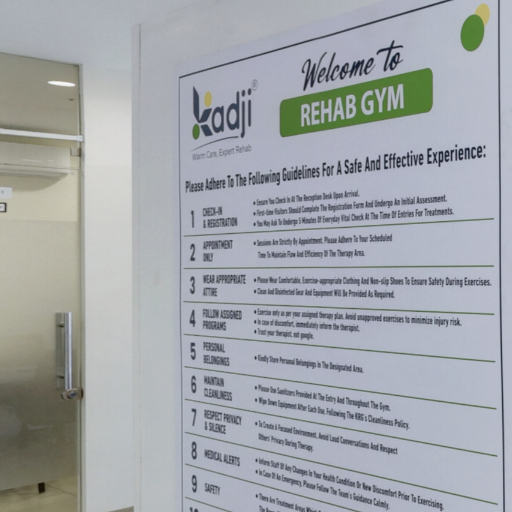 Kadji®
Warm Care, Expert Rehab
Welcome to
REHAB GYM
Please Adhere To The Following Guidelines For A Safe And Effective Experience:
1 CHECK-IN & REGISTRATION
• Ensure You Check In At The Reception Desk Upon Arrival.
• First-time Visitors Should Complete The Registration Form And Undergo An Initial Assessment.
• You May Ask To Undergo 5 Minutes Of Everyday Vital Check At The Time Of Entries For Treatments.
2 APPOINTMENT ONLY
• Sessions Are Strictly By Appointment. Please Adhere To Your Scheduled
Time To Maintain Flow And Efficiency Of The Therapy Area.
3 WEAR APPROPRIATE ATTIRE
• Please Wear Comfortable, Exercise-appropriate Clothing And Non-slip Shoes To Ensure Safety During Exercises.
• Clean And Disinfected Gear And Equipment Will Be Provided As Required.
4 FOLLOW ASSIGNED PROGRAMS
• Exercise only as per your assigned therapy plan. Avoid unapproved exercises to minimize injury risk.
• In case of discomfort, immediately inform the therapist.
• Trust your therapist, not google.
5 PERSONAL BELONGINGS
• Kindly Store Personal Belongings In The Designated Area.
6 MAINTAIN CLEANLINESS
• Please Use Sanitizers Provided At The Entry And Throughout The Gym.
• Wipe Down Equipment After Each Use, Following The KRG's Cleanliness Policy.
7 RESPECT PRIVACY & SILENCE
• To Create A Focused Environment, Avoid Loud Conversations And Respect
Others' Privacy During Therapy.
8 MEDICAL ALERTS
• Inform Staff Of Any Changes In Your Health Condition Or New Discomfort Prior To Exercising.
• In Case Of An Emergency, Please Follow The Team's Guidance Calmly.
9 SAFETY
• There Are Treatment Areas